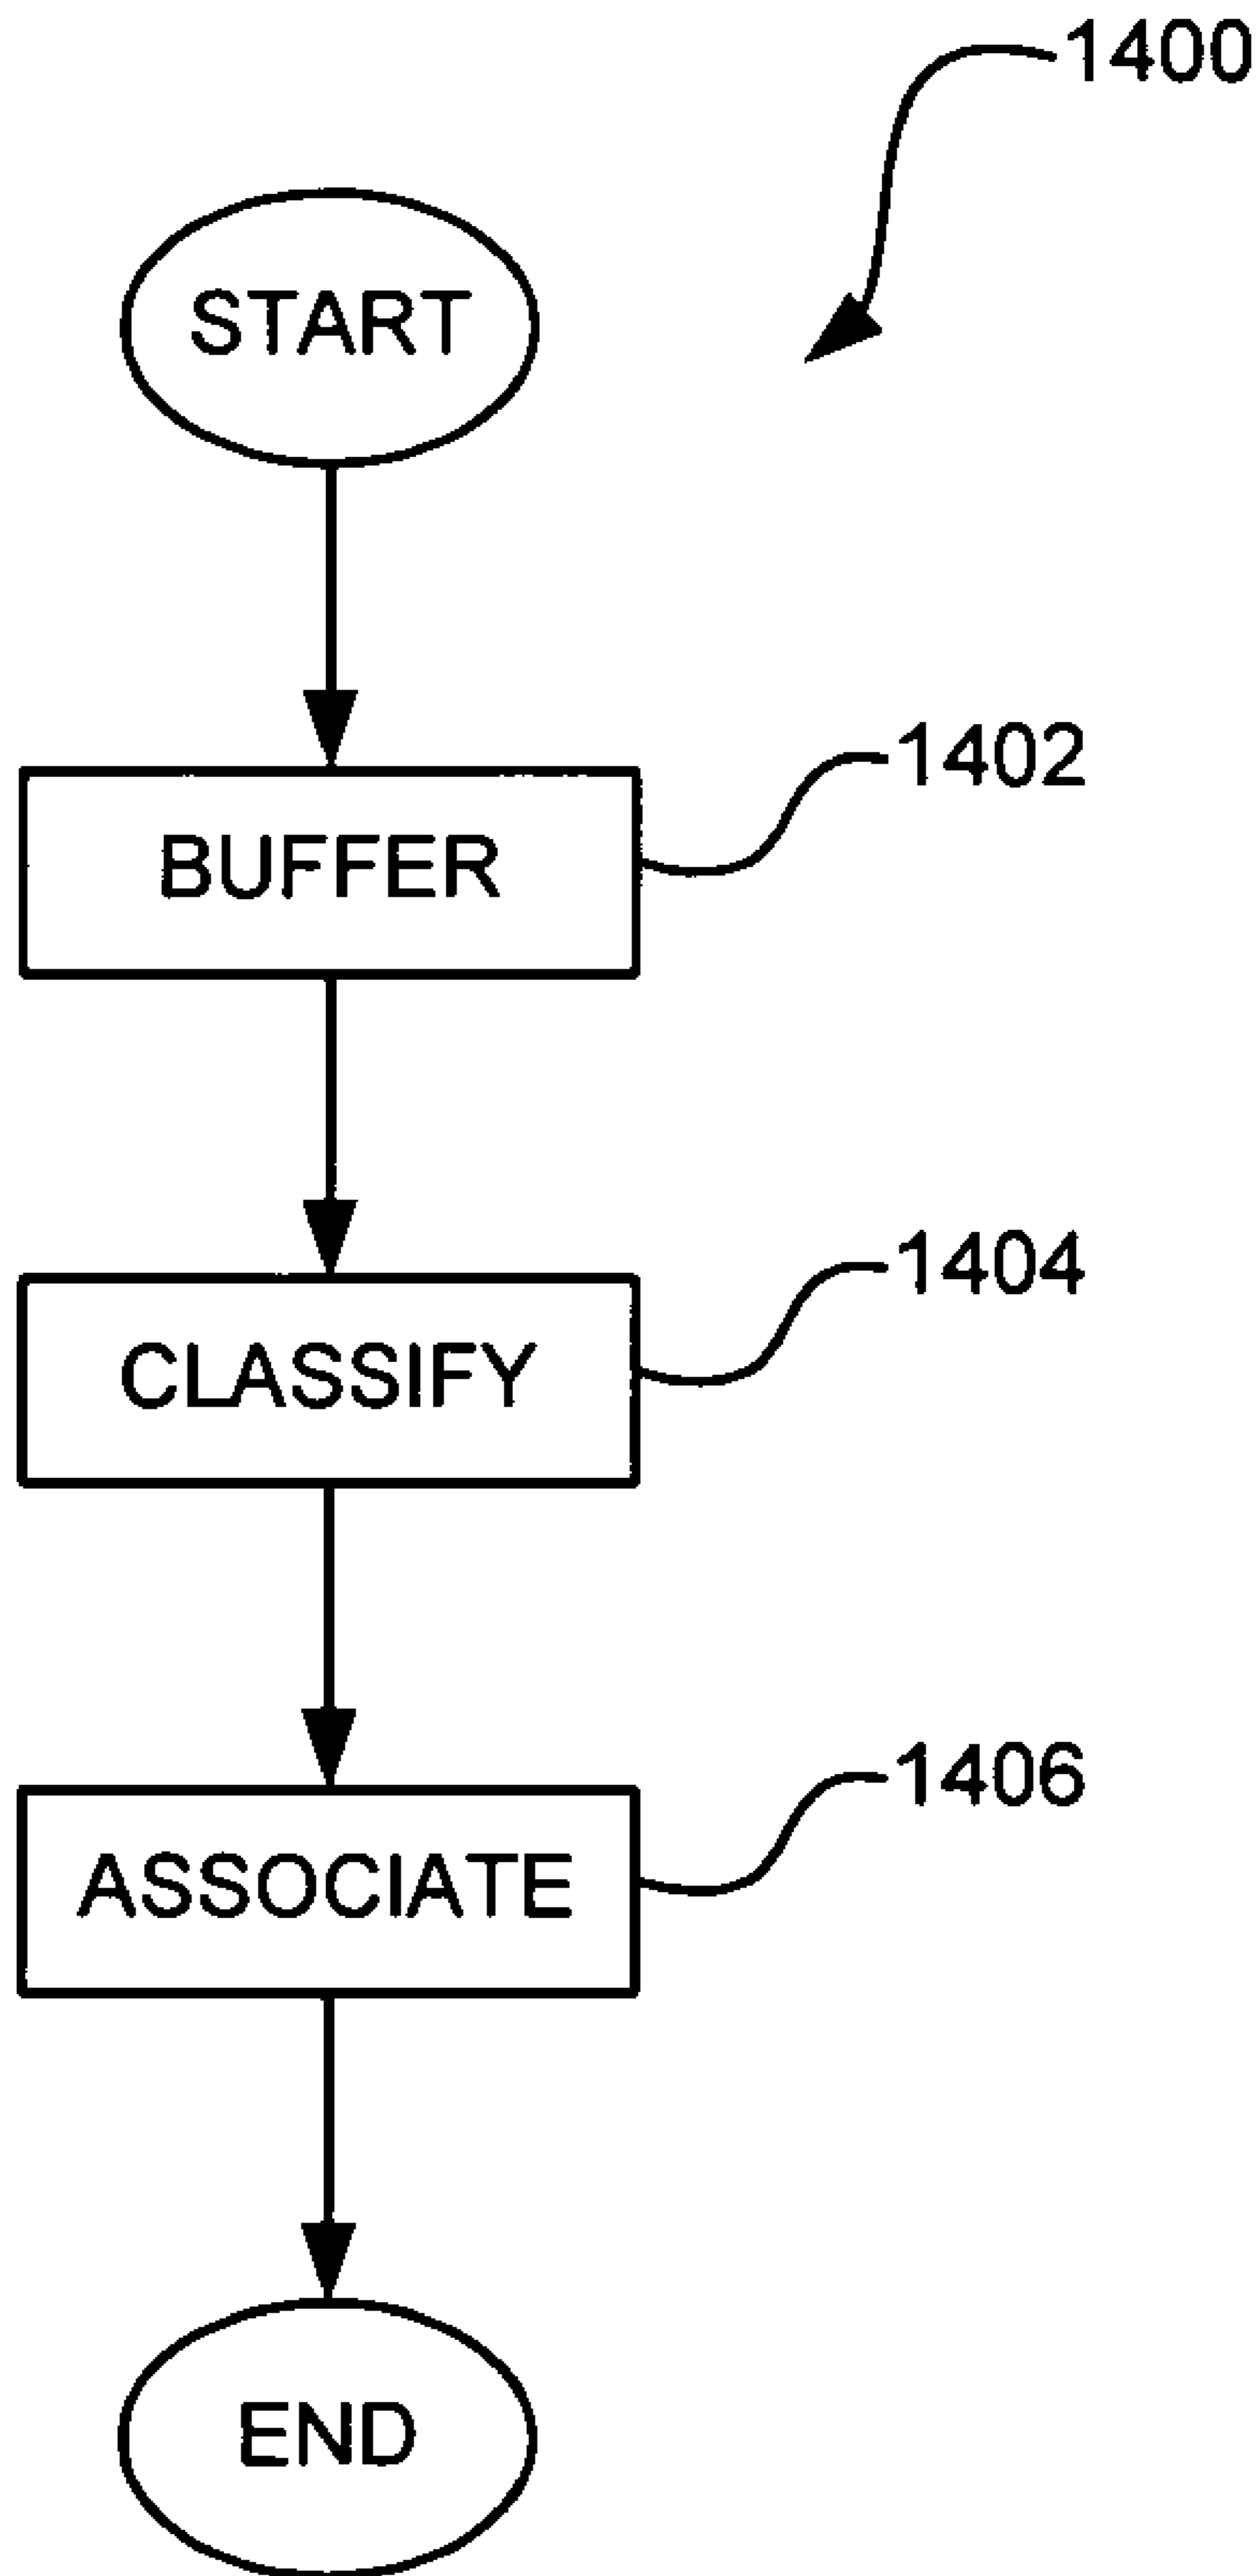 1400
START
1402
BUFFER
1404
CLASSIFY
1406
ASSOCIATE
END